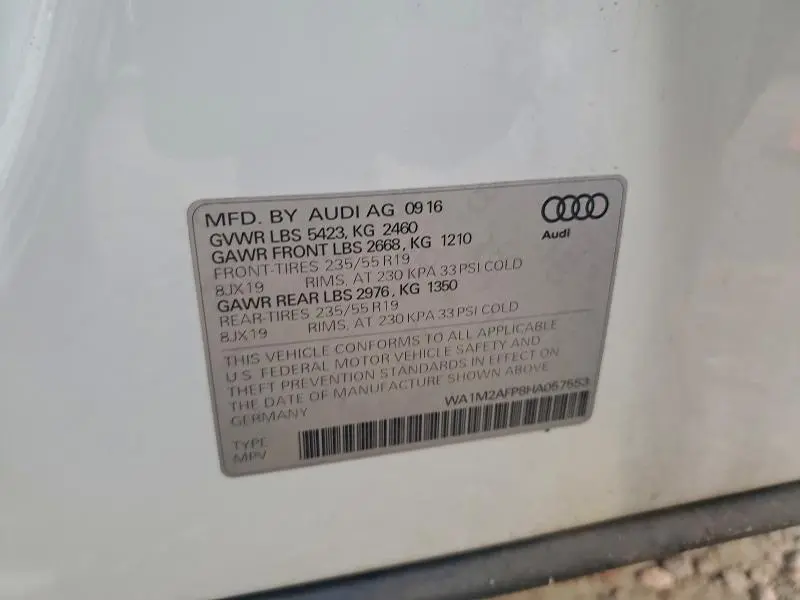 MFD. BY AUDI AG 09 16
GVWR LBS 5423, KG 2460
GAWR FRONT LBS 2668, KG 1210
FRONT-TIRES 235/55 R19
8JX19 RIMS, AT 230 KPA 33 PSI COLD
GAWR REAR LBS 2976, KG 1350
REAR-TIRES 235/55 R19
8JX19 RIMS, AT 230 KPA 33 PSI COLD
Audi
THIS VEHICLE CONFORMS TO ALL APPLICABLE
U.S. FEDERAL MOTOR VEHICLE SAFETY AND
THEFT PREVENTION STANDARDS IN EFFECT ON
THE DATE OF MANUFACTURE SHOWN ABOVE
GERMANY
WA1M2AFP8HA057553
TYPE
MPV